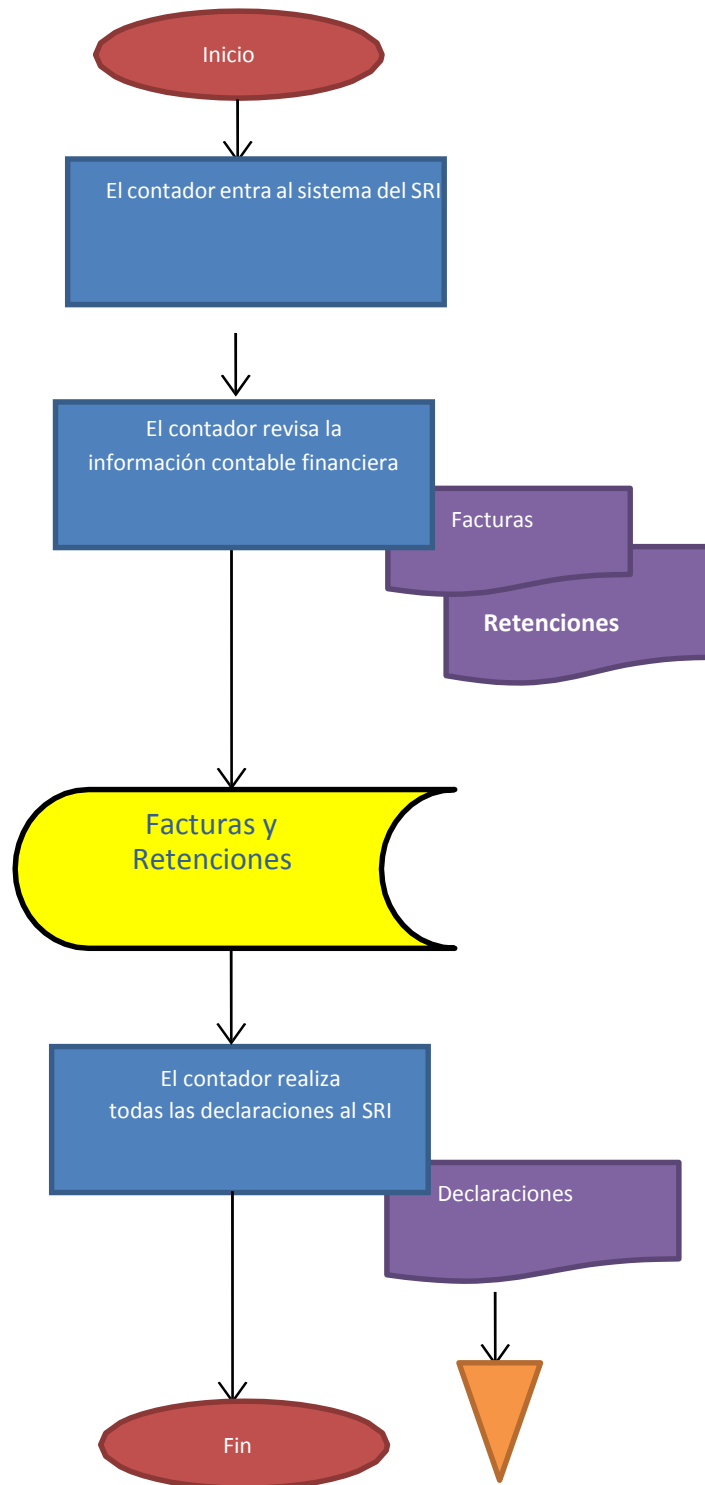 Inicio
El contador entra al sistema del SRI
El contador revisa la
información contable financiera
Facturas
Retenciones
Facturas y
Retenciones
El contador realiza
todas las declaraciones al SRI
Declaraciones
Fin